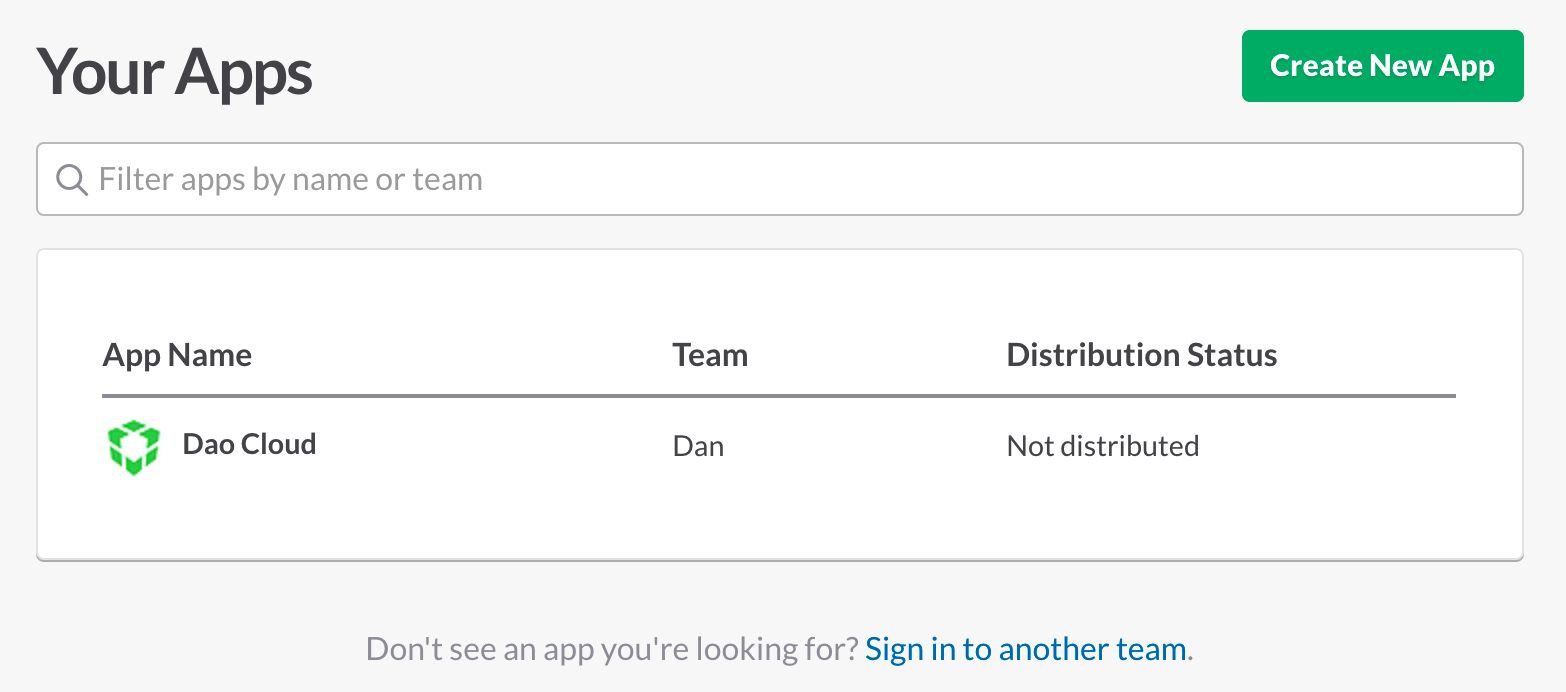 Your Apps
Create New App
Filter apps by name or team
App Name Team Distribution Status
Dao Cloud Dan Not distributed
Don't see an app you're looking for? Sign in to another team.